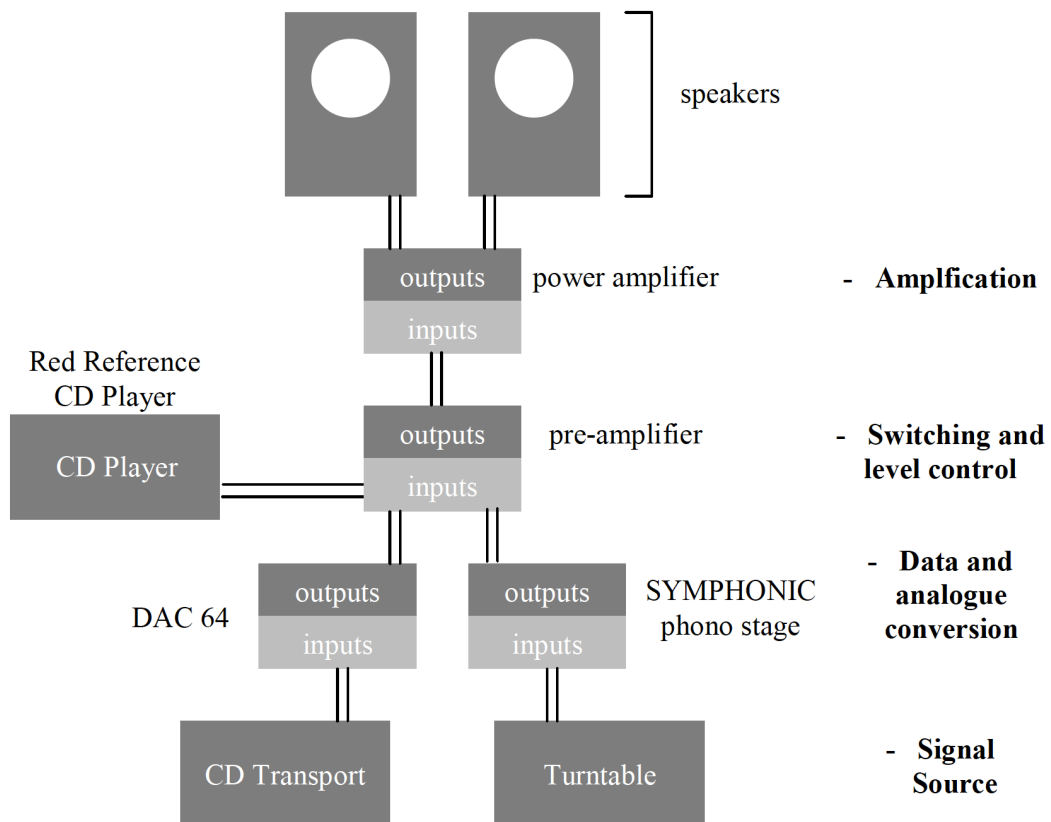 speakers
outputs
power amplifier
- Amplfication
inputs
Red Reference
CD Player
CD Player
outputs
pre-amplifier
- Switching and
level control
inputs
DAC 64
outputs
inputs
outputs
inputs
SYMPHONIC
phono stage
- Data and
analogue
conversion
CD Transport
Turntable
- Signal
Source